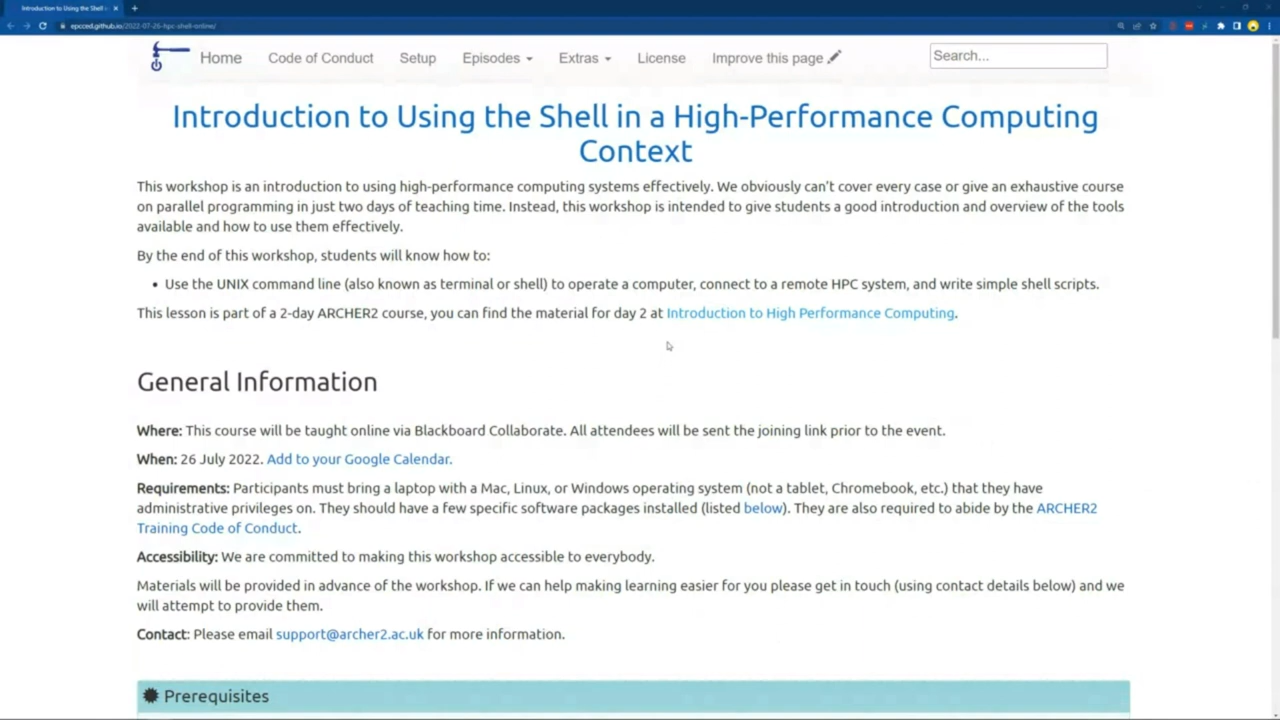 Introduction to Using the Shell i
epcced.github.io/2022-07-26-hpc-shell-online/
Home Code of Conduct Setup Episodes Extras License Improve this page Search...
Introduction to Using the Shell in a High-Performance Computing
Context
This workshop is an introduction to using high-performance computing systems effectively. We obviously can't cover every case or give an exhaustive course
on parallel programming in just two days of teaching time. Instead, this workshop is intended to give students a good introduction and overview of the tools
available and how to use them effectively.
By the end of this workshop, students will know how to:
• Use the UNIX command line (also known as terminal or shell) to operate a computer, connect to a remote HPC system, and write simple shell scripts.
This lesson is part of a 2-day ARCHER2 course, you can find the material for day 2 at Introduction to High Performance Computing.
General Information
Where: This course will be taught online via Blackboard Collaborate. All attendees will be sent the joining link prior to the event.
When: 26 July 2022. Add to your Google Calendar.
Requirements: Participants must bring a laptop with a Mac, Linux, or Windows operating system (not a tablet, Chromebook, etc.) that they have
administrative privileges on. They should have a few specific software packages installed (listed below). They are also required to abide by the ARCHER2
Training Code of Conduct.
Accessibility: We are committed to making this workshop accessible to everybody.
Materials will be provided in advance of the workshop. If we can help making learning easier for you please get in touch (using contact details below) and we
will attempt to provide them.
Contact: Please email support@archer2.ac.uk for more information.
Prerequisites